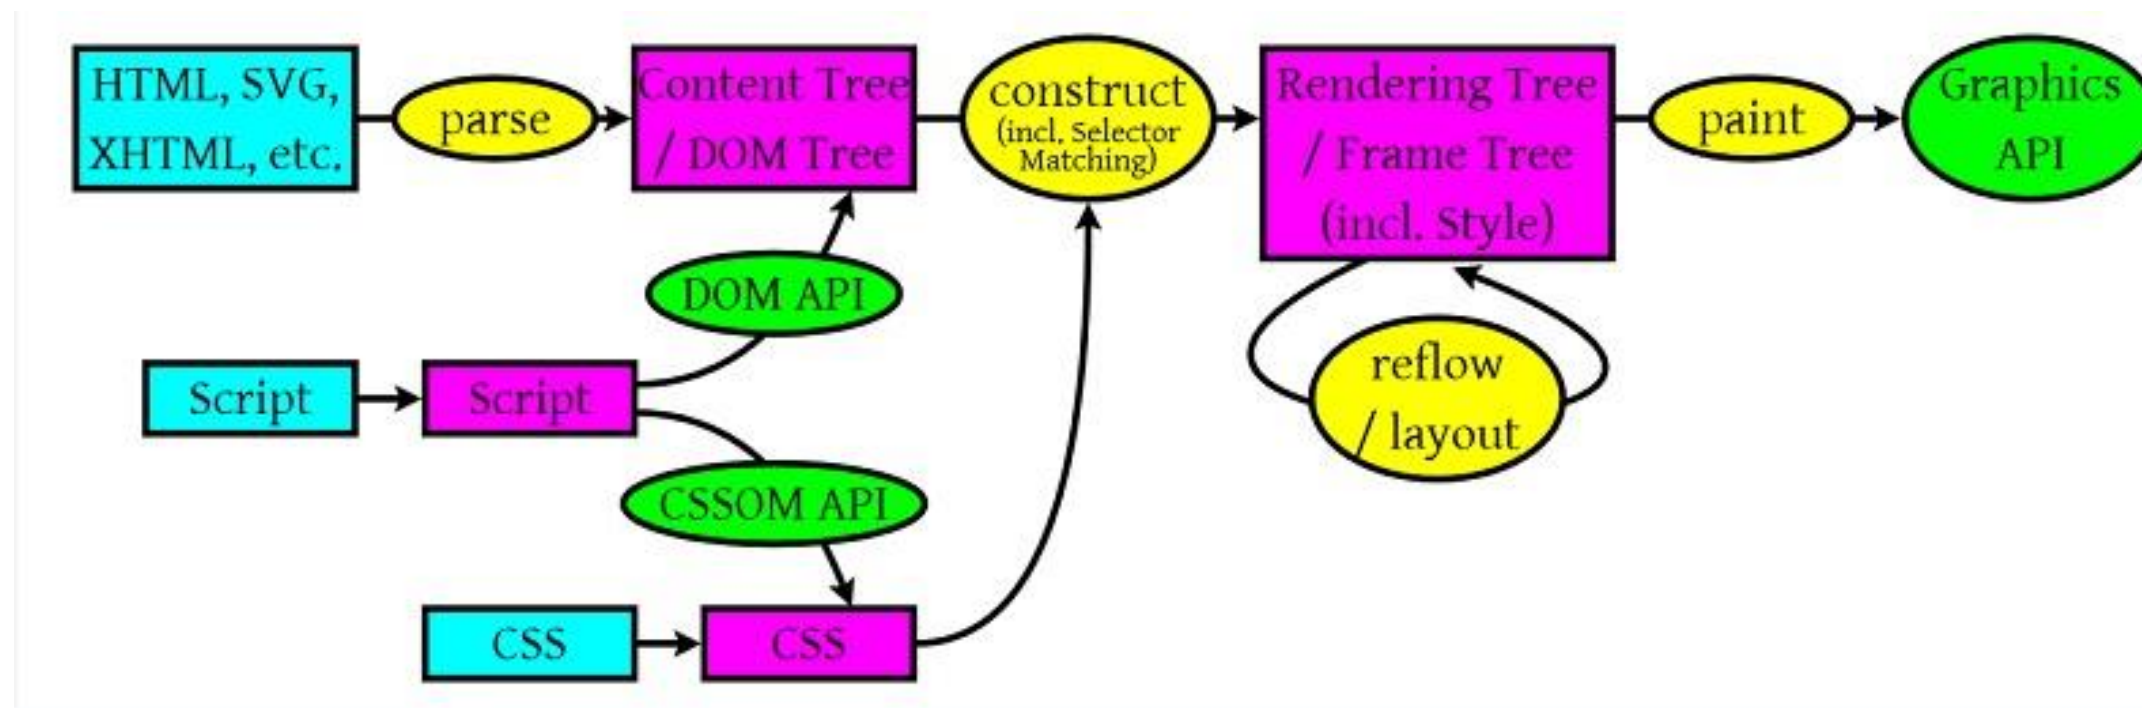 HTML, SVG,
XHTML, etc.
parse
Content Tree
/ DOM Tree
construct
(incl. Selector
Matching)
Rendering Tree
/ Frame Tree
(incl. Style)
paint
Graphics
API
DOM API
Script
Script
reflow
/ layout
CSSOM API
CSS
CSS